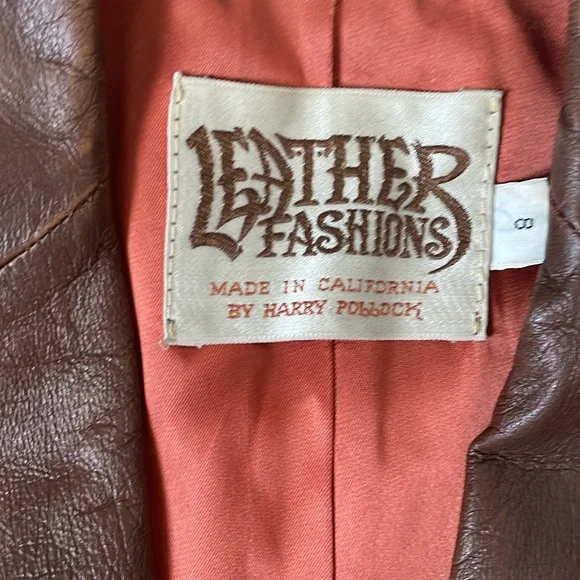 LEATHER
FASHIONS
MADE IN CALIFORNIA
BY HARRY POLLOCK
8